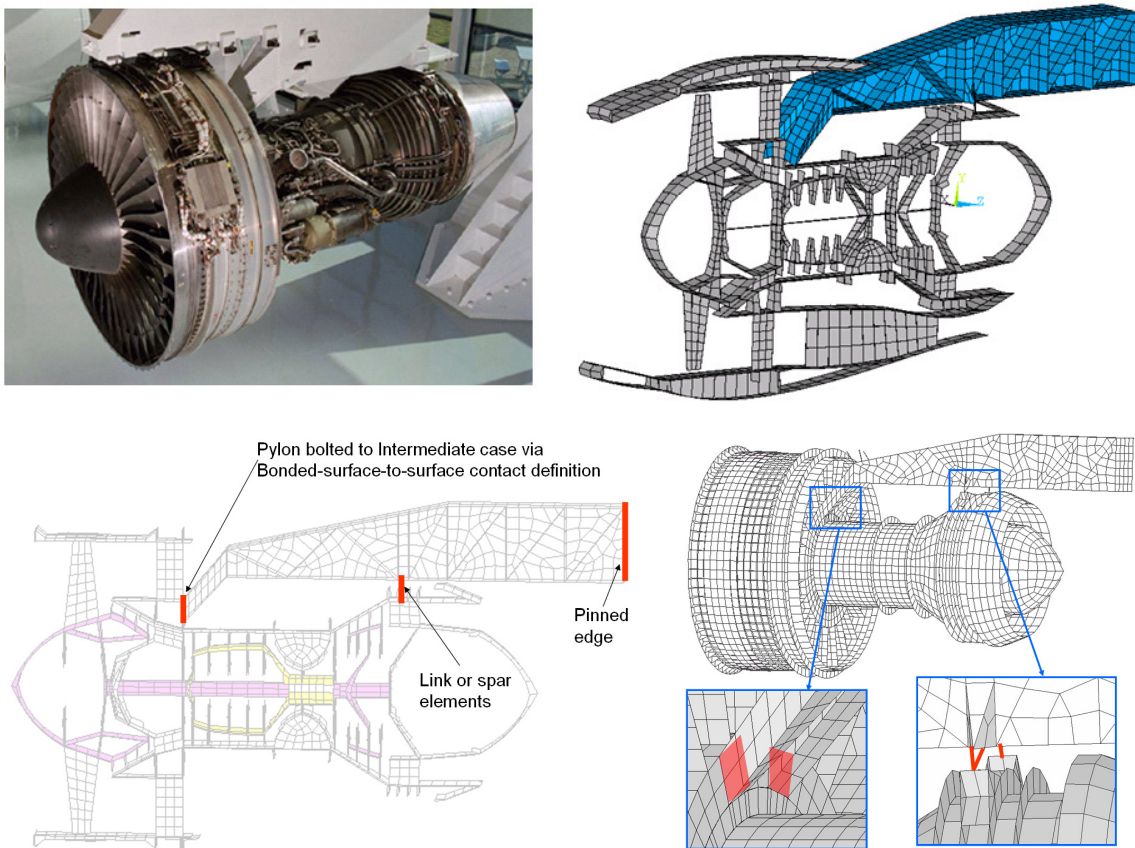 Y
Z
Pylon bolted to Intermediate case via
Bonded-surface-to-surface contact definition
Pinned
edge
Link or spar
elements